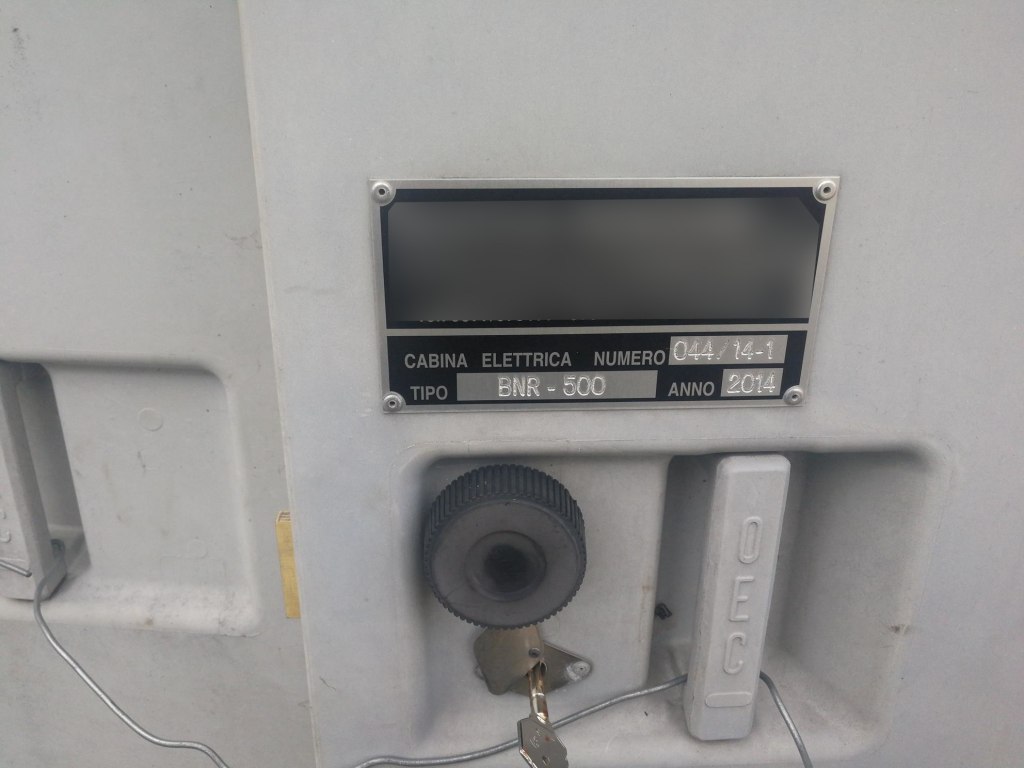 CABINA ELETTRICA NUMERO 044/14-1
TIPO BNR-500 ANNO 2014
OEC